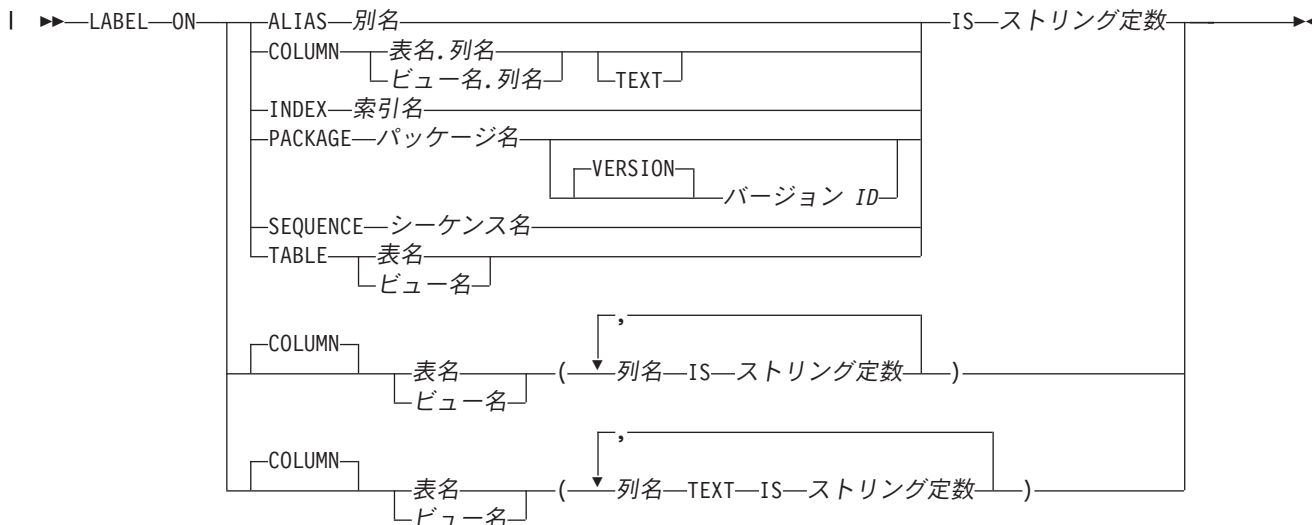 LABEL ON ALIAS 別名 IS ストリング定数
COLUMN 表名.列名
ビュー名.列名 TEXT
INDEX 索引名
PACKAGE パッケージ名
VERSION
バージョン ID
SEQUENCE シーケンス名
TABLE 表名
ビュー名
,
COLUMN
表名 ( 列名 IS ストリング定数 )
ビュー名
,
COLUMN
表名 ( 列名 TEXT IS ストリング定数 )
ビュー名